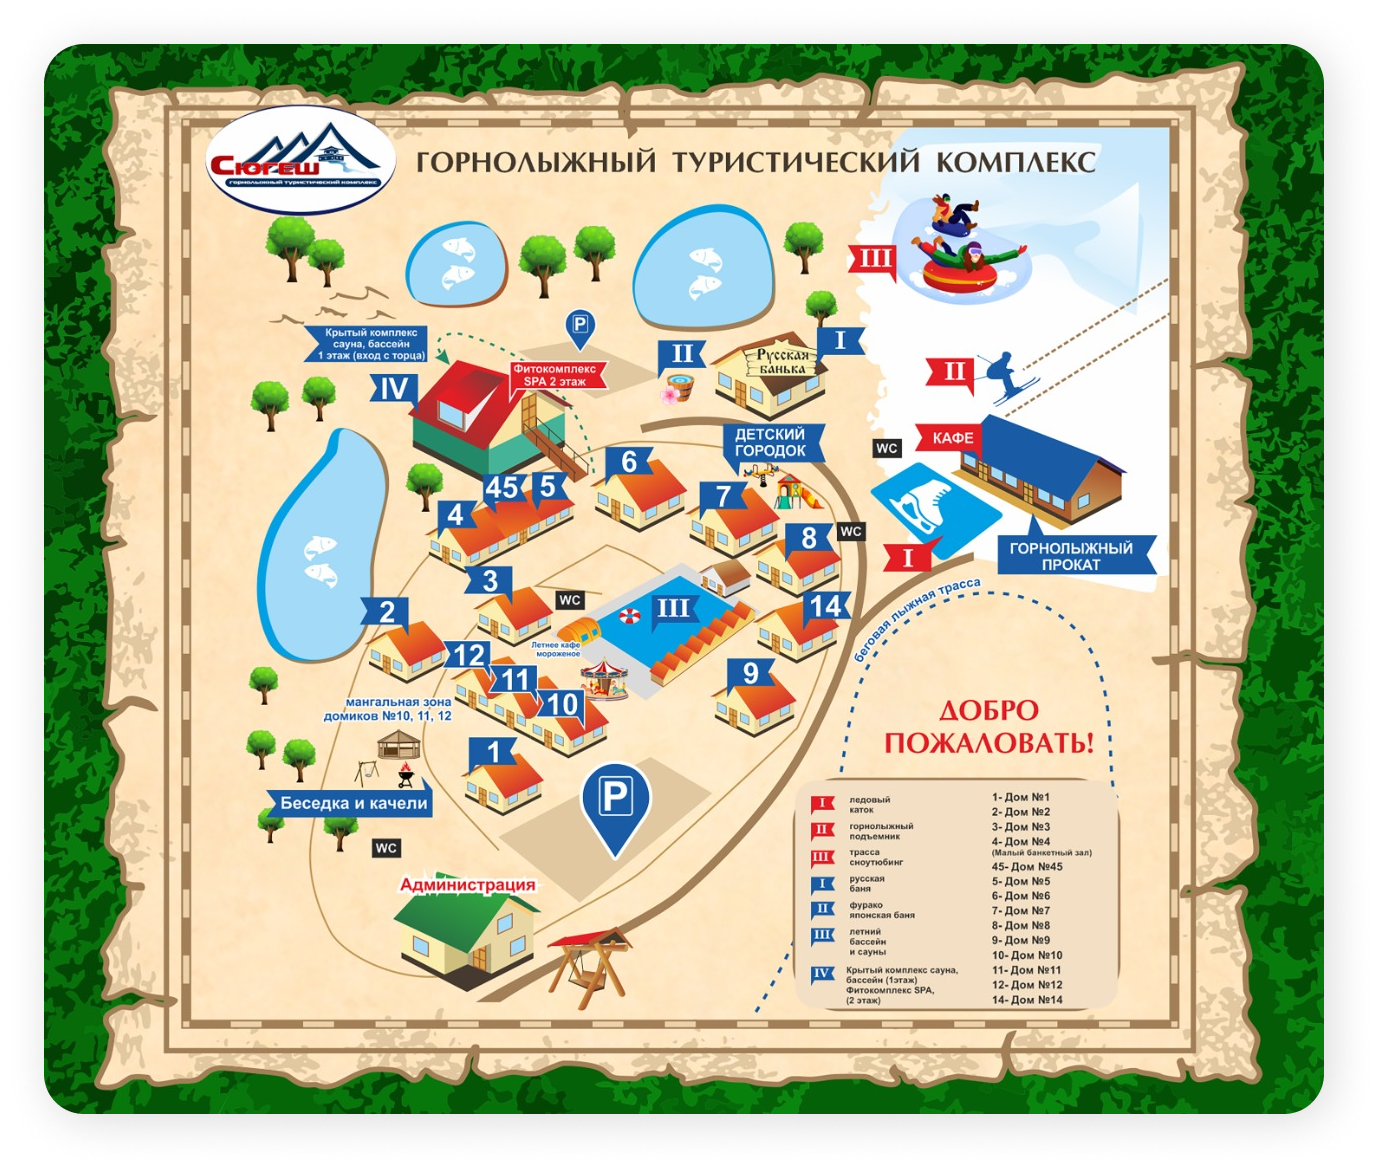 Сюгеш
горнолыжный туристический комплекс
ГОРНОЛЫЖНЫЙ ТУРИСТИЧЕСКИЙ КОМПЛЕКС
III
Крытый комплекс
сауна, бассейн
1 этаж (вход с торца)
P
II
Русская
банька
I
Фитокомплекс
SPA 2 этаж
IV
II
ДЕТСКИЙ
ГОРОДОК
WC
КАФЕ
6
45
5
7
4
8
WC
I
ГОРНОЛЫЖНЫЙ
ПРОКАТ
3
WC
III
14
беговая лыжная трасса
2
Летнее кафе
мороженое
12
11
9
10
мангальная зона
домиков №10, 11, 12
ДОБРО
ПОЖАЛОВАТЬ!
1
P
Беседка и качели
WC
Администрация
I
ледовый
каток
II
горнолыжный
подъемник
III
трасса
сноутюбинг
I
русская
баня
II
фурако
японская баня
III
летний
бассейн
и сауны
IV
Крытый комплекс сауна,
бассейн (1этаж)
Фитокомплекс SPA,
(2 этаж)
1- Дом №1
2- Дом №2
3- Дом №3
4- Дом №4
(Малый банкетный зал)
45- Дом №45
5- Дом №5
6- Дом №6
7- Дом №7
8- Дом №8
9- Дом №9
10- Дом №10
11- Дом №11
12- Дом №12
14- Дом №14